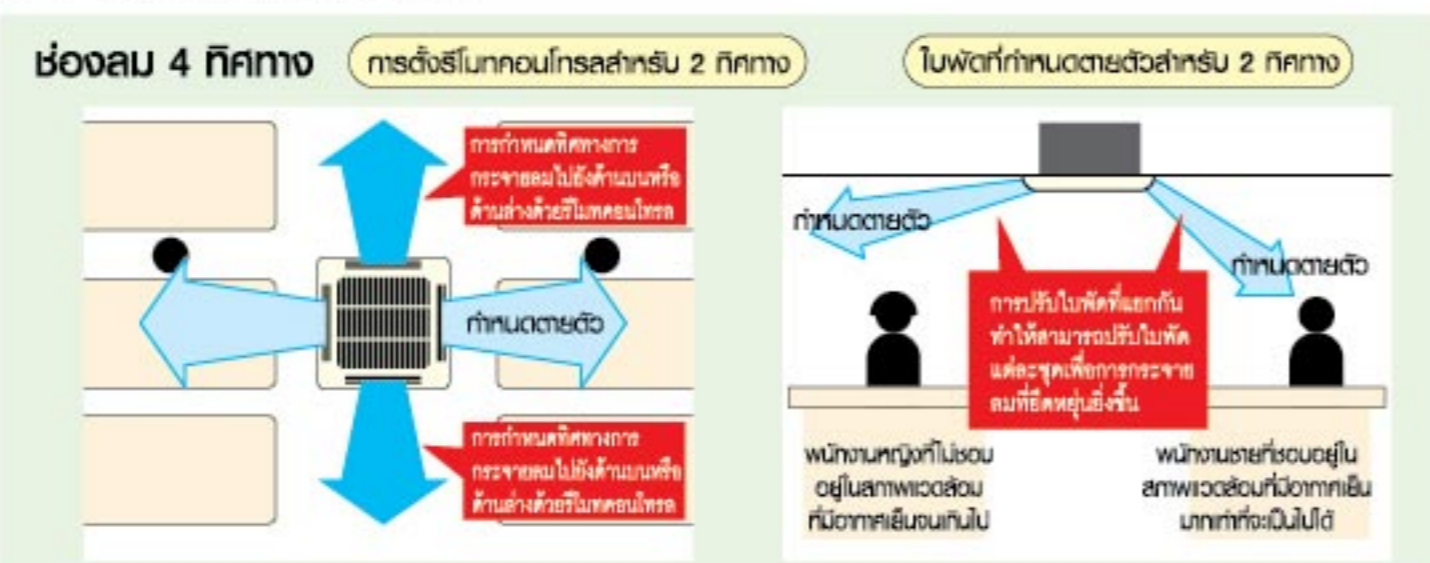 ช่องลม 4 ทิศทาง
การตั้งรีโมทคอนโทรลสำหรับ 2 ทิศทาง
ใบพัดที่กำหนดตายตัวสำหรับ 2 ทิศทาง
การกำหนดทิศทางการ
กระจายลมไปยังด้านบนหรือ
ด้านล่างด้วยรีโมทคอนโทรล
กำหนดตายตัว
การกำหนดทิศทางการ
กระจายลมไปยังด้านบนหรือ
ด้านล่างด้วยรีโมทคอนโทรล
กำหนดตายตัว
กำหนดตายตัว
การปรับใบพัดที่แยกกัน
ทำให้สามารถปรับใบพัด
แต่ละชุดเพื่อการกระจาย
ลมที่ยืดหยุ่นยิ่งขึ้น
พนักงานหญิงที่ไม่ชอบ
อยู่ในสภาพแวดล้อม
ที่มีอากาศเย็นจนเกินไป
พนักงานชายที่ชอบอยู่ใน
สภาพแวดล้อมที่มีอากาศเย็น
มากเท่าที่จะเป็นไปได้